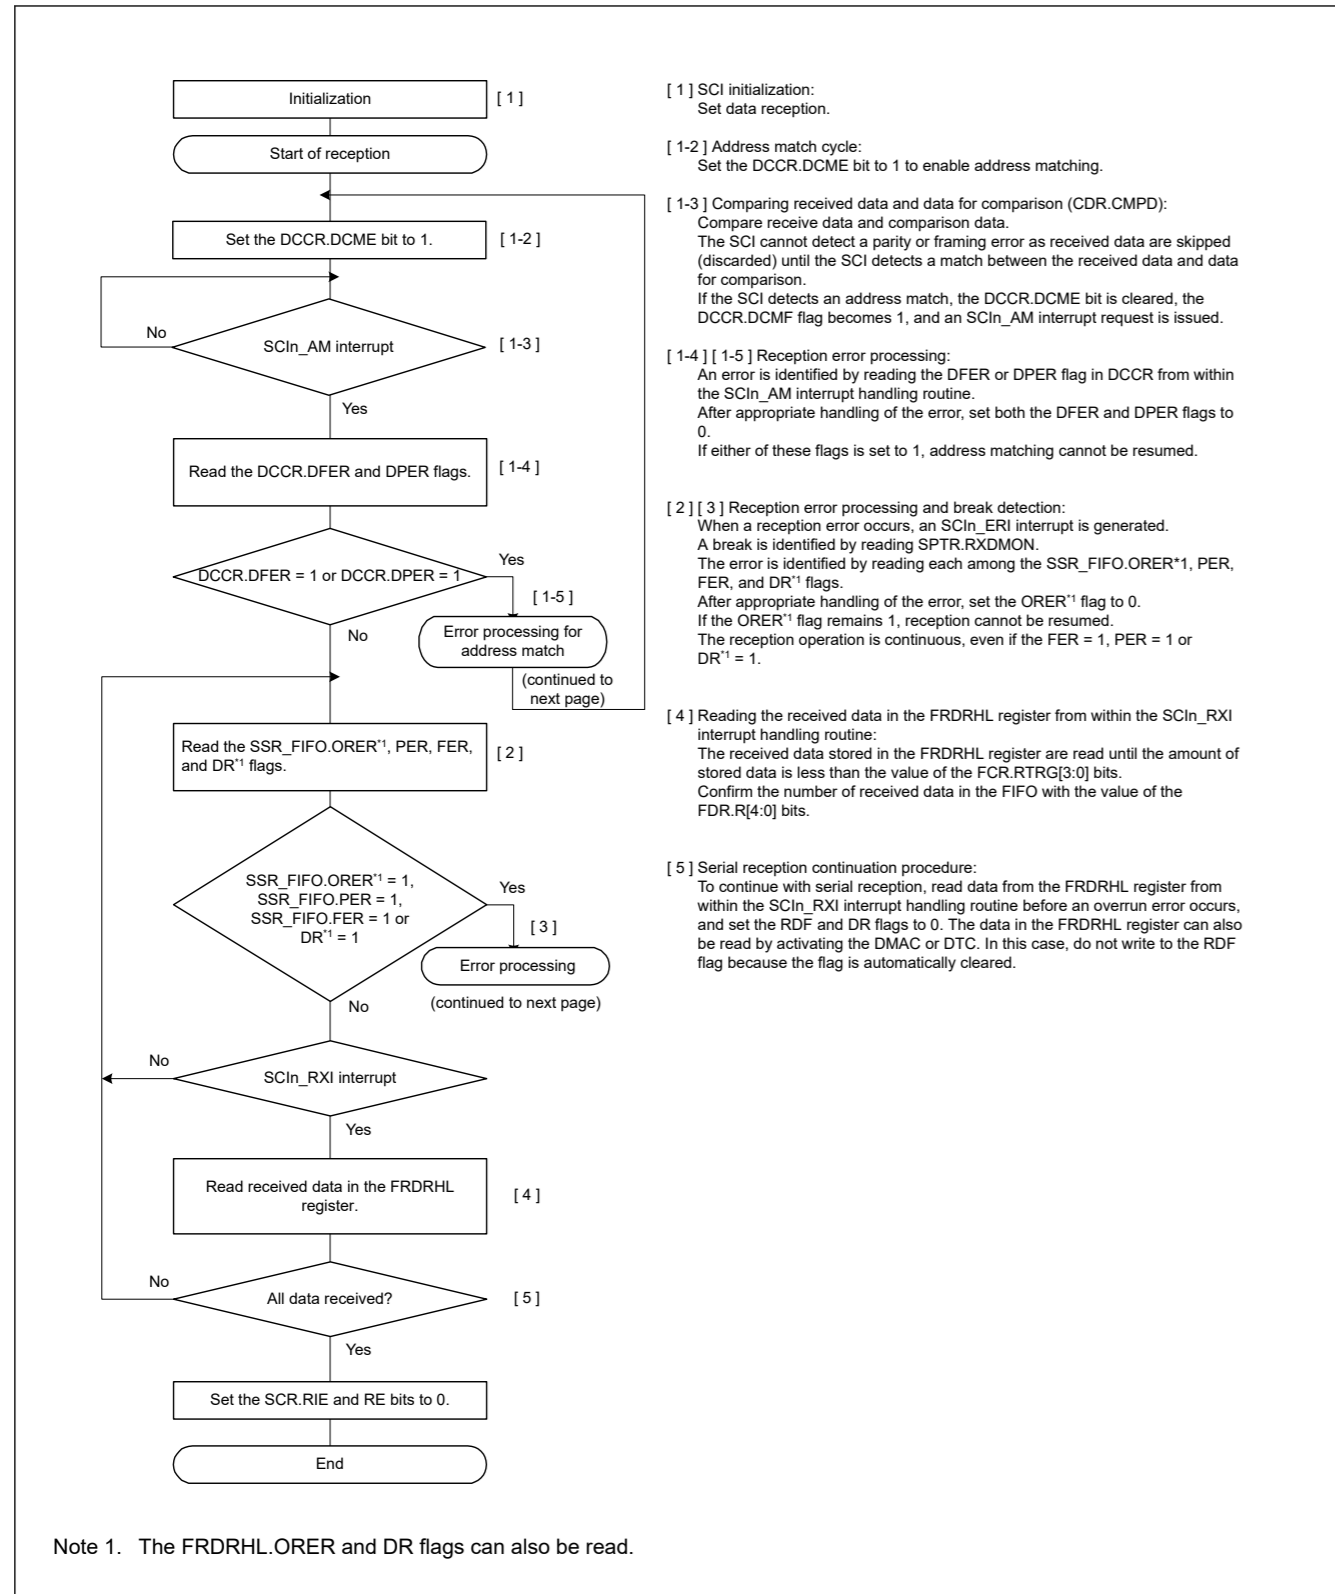 Initialization
[ 1 ]
Start of reception
Set the DCCR.DCME bit to 1.
[ 1-2 ]
No
SCIn_AM interrupt
[ 1-3 ]
Yes
Read the DCCR.DFER and DPER flags.
[ 1-4 ]
DCCR.DFER = 1 or DCCR.DPER = 1
Yes
[ 1-5 ]
No
Error processing for
address match
(continued to
next page)
Read the SSR_FIFO.ORER*1, PER, FER,
and DR*1 flags.
[ 2 ]
SSR_FIFO.ORER*1 = 1,
SSR_FIFO.PER = 1,
SSR_FIFO.FER = 1 or
DR*1 = 1
Yes
[ 3 ]
Error processing
(continued to next page)
No
No
SCIn_RXI interrupt
Yes
Read received data in the FRDRHL
register.
[ 4 ]
No
All data received?
[ 5 ]
Yes
Set the SCR.RIE and RE bits to 0.
End
[ 1 ] SCI initialization:
Set data reception.
[ 1-2 ] Address match cycle:
Set the DCCR.DCME bit to 1 to enable address matching.
[ 1-3 ] Comparing received data and data for comparison (CDR.CMPD):
Compare receive data and comparison data.
The SCI cannot detect a parity or framing error as received data are skipped
(discarded) until the SCI detects a match between the received data and data
for comparison.
If the SCI detects an address match, the DCCR.DCME bit is cleared, the
DCCR.DCMF flag becomes 1, and an SCIn_AM interrupt request is issued.
[ 1-4 ] [ 1-5 ] Reception error processing:
An error is identified by reading the DFER or DPER flag in DCCR from within
the SCIn_AM interrupt handling routine.
After appropriate handling of the error, set both the DFER and DPER flags to
0.
If either of these flags is set to 1, address matching cannot be resumed.
[ 2 ] [ 3 ] Reception error processing and break detection:
When a reception error occurs, an SCIn_ERI interrupt is generated.
A break is identified by reading SPTR.RXDMON.
The error is identified by reading each among the SSR_FIFO.ORER*1, PER,
FER, and DR*1 flags.
After appropriate handling of the error, set the ORER*1 flag to 0.
If the ORER*1 flag remains 1, reception cannot be resumed.
The reception operation is continuous, even if the FER = 1, PER = 1 or
DR*1 = 1.
[ 4 ] Reading the received data in the FRDRHL register from within the SCIn_RXI
interrupt handling routine:
The received data stored in the FRDRHL register are read until the amount of
stored data is less than the value of the FCR.RTRG[3:0] bits.
Confirm the number of received data in the FIFO with the value of the
FDR.R[4:0] bits.
[ 5 ] Serial reception continuation procedure:
To continue with serial reception, read data from the FRDRHL register from
within the SCIn_RXI interrupt handling routine before an overrun error occurs,
and set the RDF and DR flags to 0. The data in the FRDRHL register can also
be read by activating the DMAC or DTC. In this case, do not write to the RDF
flag because the flag is automatically cleared.
Note 1. The FRDRHL.ORER and DR flags can also be read.